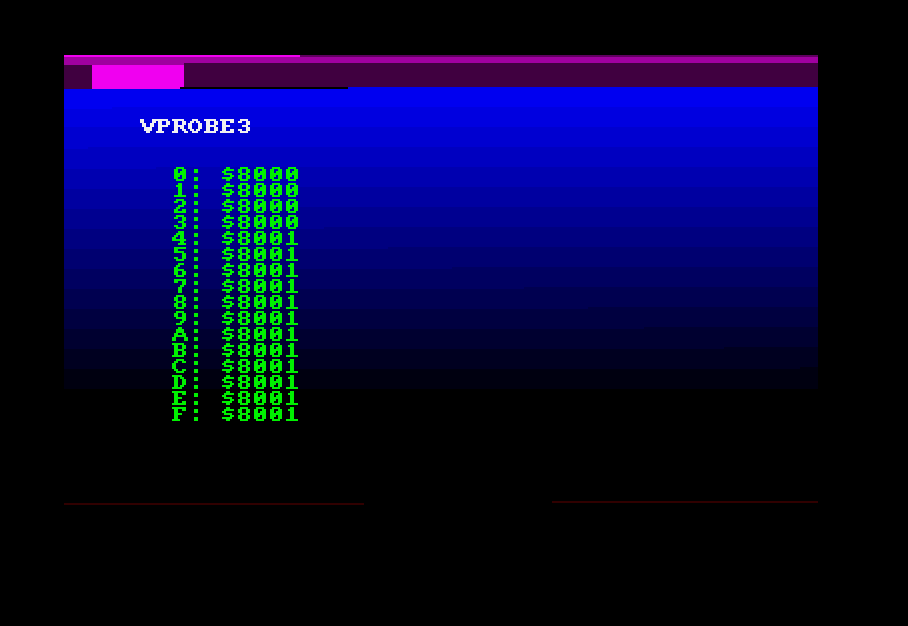 VPROBE3
0: $8000
1: $8000
2: $8000
3: $8000
4: $8001
5: $8001
6: $8001
7: $8001
8: $8001
9: $8001
A: $8001
B: $8001
C: $8001
D: $8001
E: $8001
F: $8001